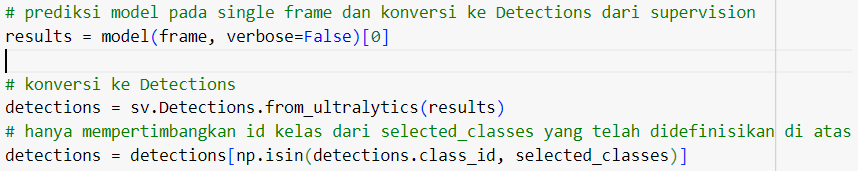 # prediksi model pada single frame dan konversi ke Detections dari supervision
results = model(frame, verbose=False)[0]
# konversi ke Detections
detections = sv.Detections.from_ultralytics(results)
# hanya mempertimbangkan id kelas dari selected_classes yang telah didefinisikan di atas
detections = detections[np.isin(detections.class_id, selected_classes)]